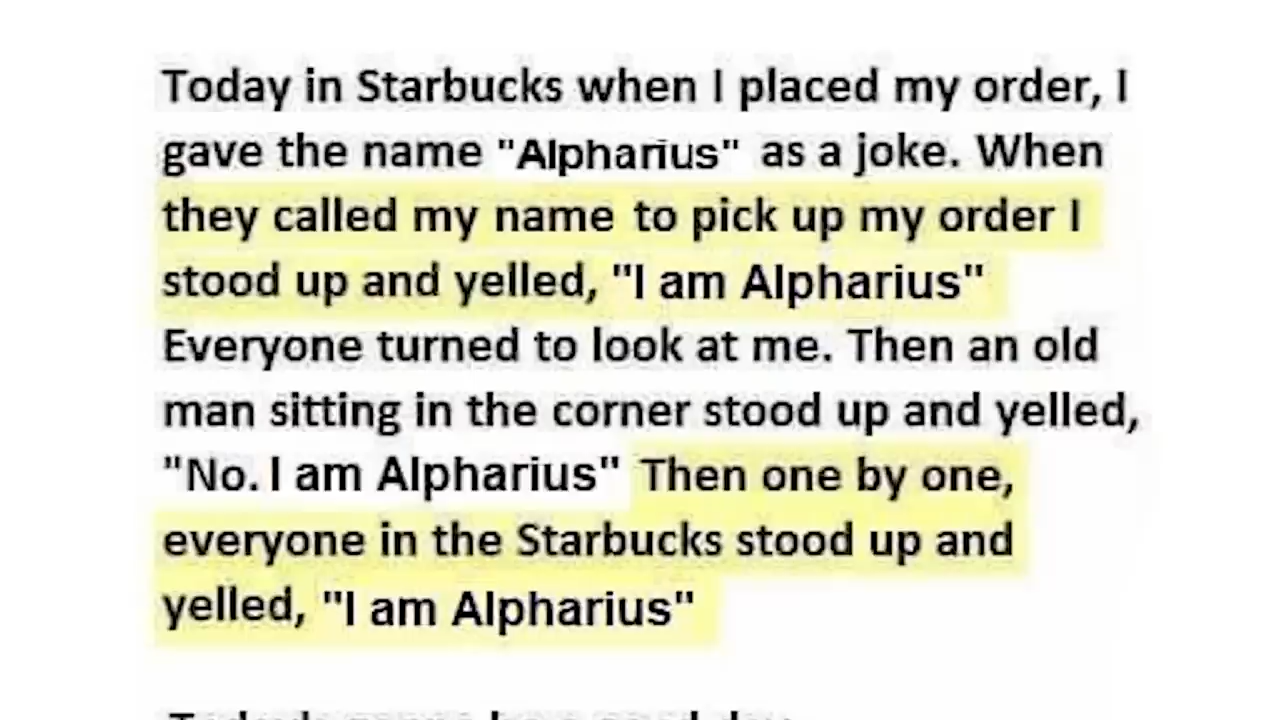 Today in Starbucks when I placed my order, I
gave the name "Alpharius" as a joke. When
they called my name to pick up my order I
stood up and yelled, "I am Alpharius"
Everyone turned to look at me. Then an old
man sitting in the corner stood up and yelled,
"No. I am Alpharius" Then one by one,
everyone in the Starbucks stood up and
yelled, "I am Alpharius"